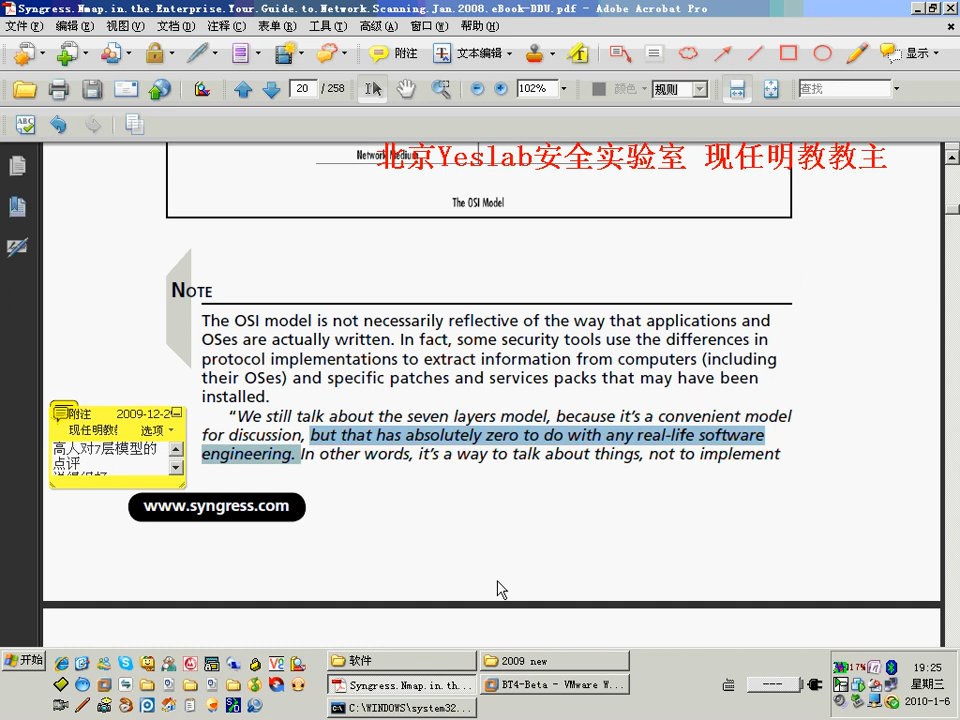 Syngress.Nmap.in.the.Enterprise.Your.Guide.to.Network.Scanning.Jan.2008.eBook-DDU.pdf - Adobe Acrobat Pro
文件(F) 编辑(E) 视图(V) 文档(D) 注释(C) 表单(R) 工具(T) 高级(A) 窗口(W) 帮助(H)
附注 文本编辑 显示
20 / 258 102% 颜色 规则 查找
北京Yeslab安全实验室 现任明教教主
The OSI Model
NOTE
The OSI model is not necessarily reflective of the way that applications and
OSes are actually written. In fact, some security tools use the differences in
protocol implementations to extract information from computers (including
their OSes) and specific patches and services packs that may have been
installed.
“We still talk about the seven layers model, because it’s a convenient model
for discussion, but that has absolutely zero to do with any real-life software
engineering. In other words, it’s a way to talk about things, not to implement
附注 2009-12-2
现任明教 选项
高人对7层模型的
点评
www.syngress.com
开始
软件
2009 new
Syngress.Nmap.in.th...
BT4-Beta - VMware W...
C:\WINDOWS\system32...
17%
19:25
星期三
2010-1-6